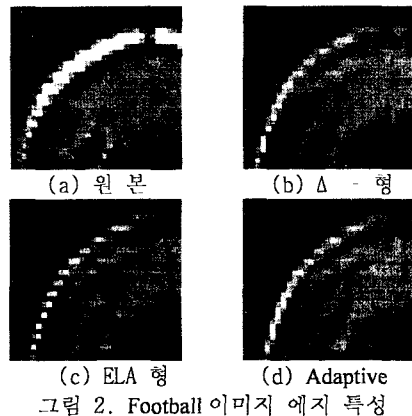 (a) 원 본
(b) Δ - 형
(c) ELA 형
(d) Adaptive
그림 2. Football 이미지 에지 특성